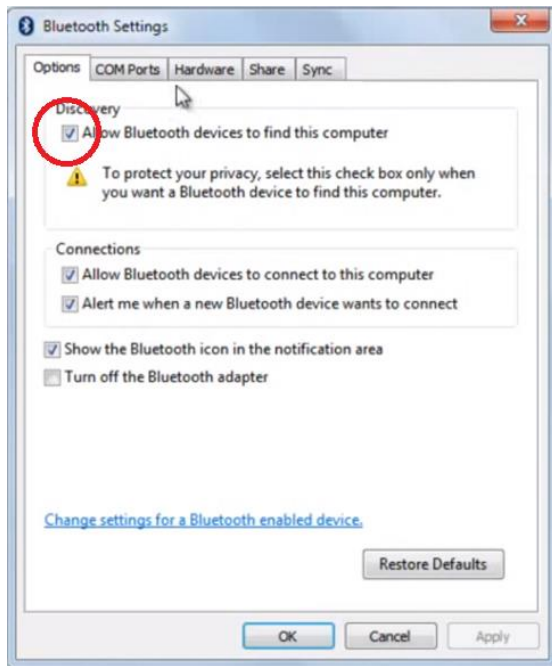 Bluetooth Settings
Options COM Ports Hardware Share Sync
Discovery
Allow Bluetooth devices to find this computer
To protect your privacy, select this check box only when
you want a Bluetooth device to find this computer.
Connections
Allow Bluetooth devices to connect to this computer
Alert me when a new Bluetooth device wants to connect
Show the Bluetooth icon in the notification area
Turn off the Bluetooth adapter
Change settings for a Bluetooth enabled device.
Restore Defaults
OK Cancel Apply